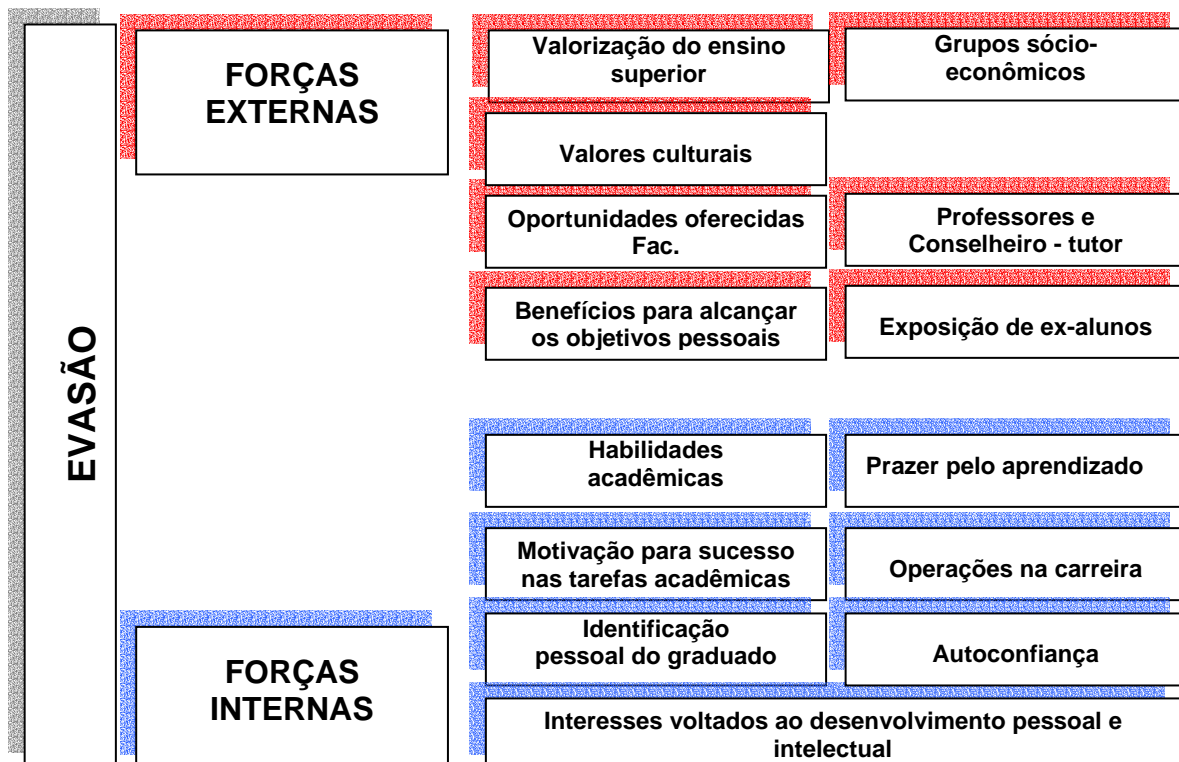 EVASÃO
FORÇAS
EXTERNAS
Valorização do ensino
superior
Grupos sócio-
econômicos
Valores culturais
Oportunidades oferecidas
Fac.
Professores e
Conselheiro - tutor
Benefícios para alcançar
os objetivos pessoais
Exposição de ex-alunos
FORÇAS
INTERNAS
Habilidades
acadêmicas
Prazer pelo aprendizado
Motivação para sucesso
nas tarefas acadêmicas
Operações na carreira
Identificação
pessoal do graduado
Autoconfiança
Interesses voltados ao desenvolvimento pessoal e
intelectual